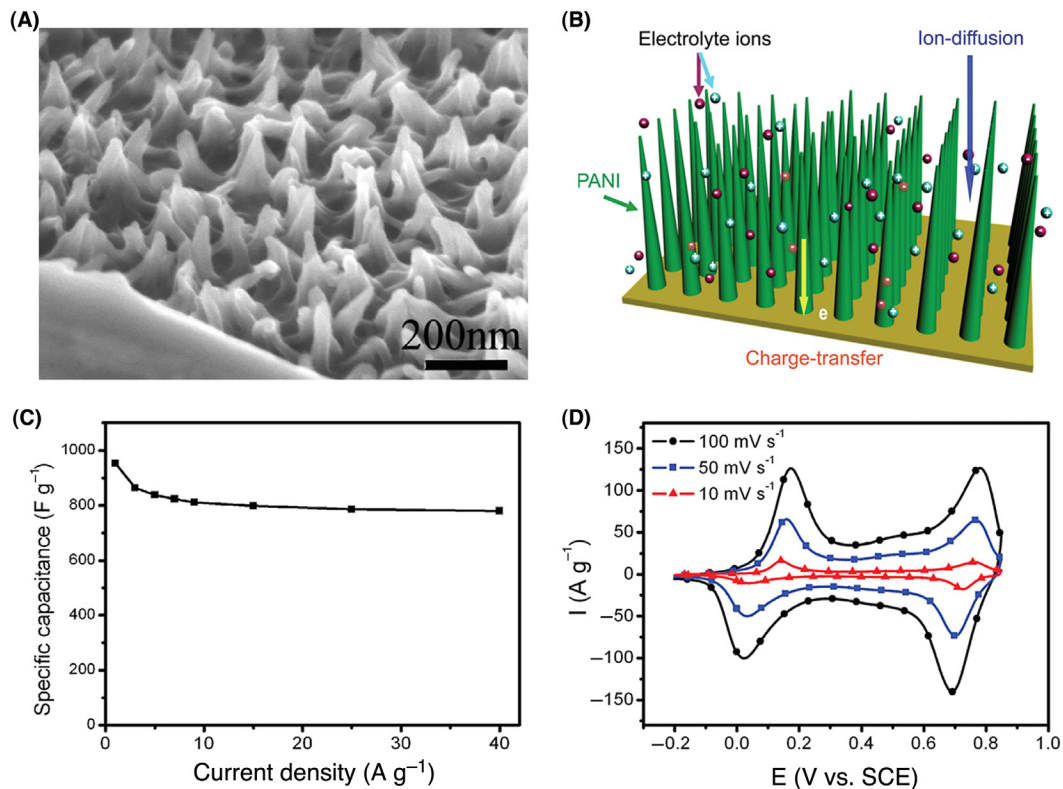 (A)
200nm
(B)
Electrolyte ions
Ion-diffusion
PANI
e
Charge-transfer
(C)
Specific capacitance (F g⁻¹)
1000
800
600
400
200
0
0 10 20 30 40
Current density (A g⁻¹)
(D)
I (A g⁻¹)
150
125
100
50
0
−50
−100
−150
100 mV s⁻¹
50 mV s⁻¹
10 mV s⁻¹
−0.2 0.0 0.2 0.4 0.6 0.8 1.0
E (V vs. SCE)